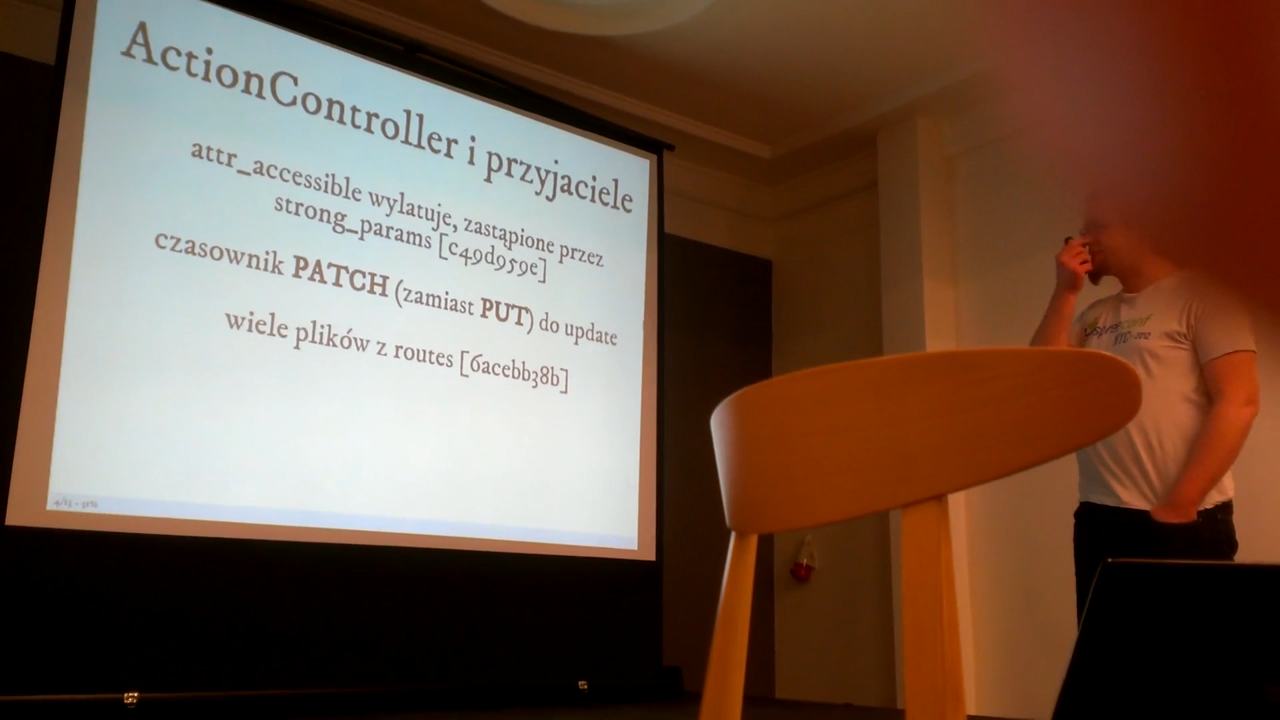 ActionController i przyjaciele
attr_accessible wylatuje, zastąpione przez
strong_params [c49d959e]
czasownik PATCH (zamiast PUT) do update
wiele plików z routes [6acebb38b]